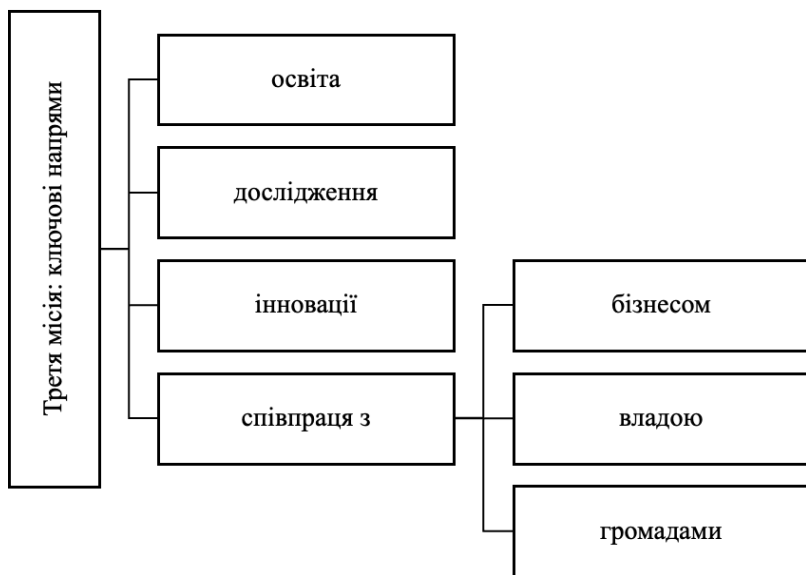 Третя місія: ключові напрями
освіта
дослідження
інновації
співпраця з
бізнесом
владою
громадами